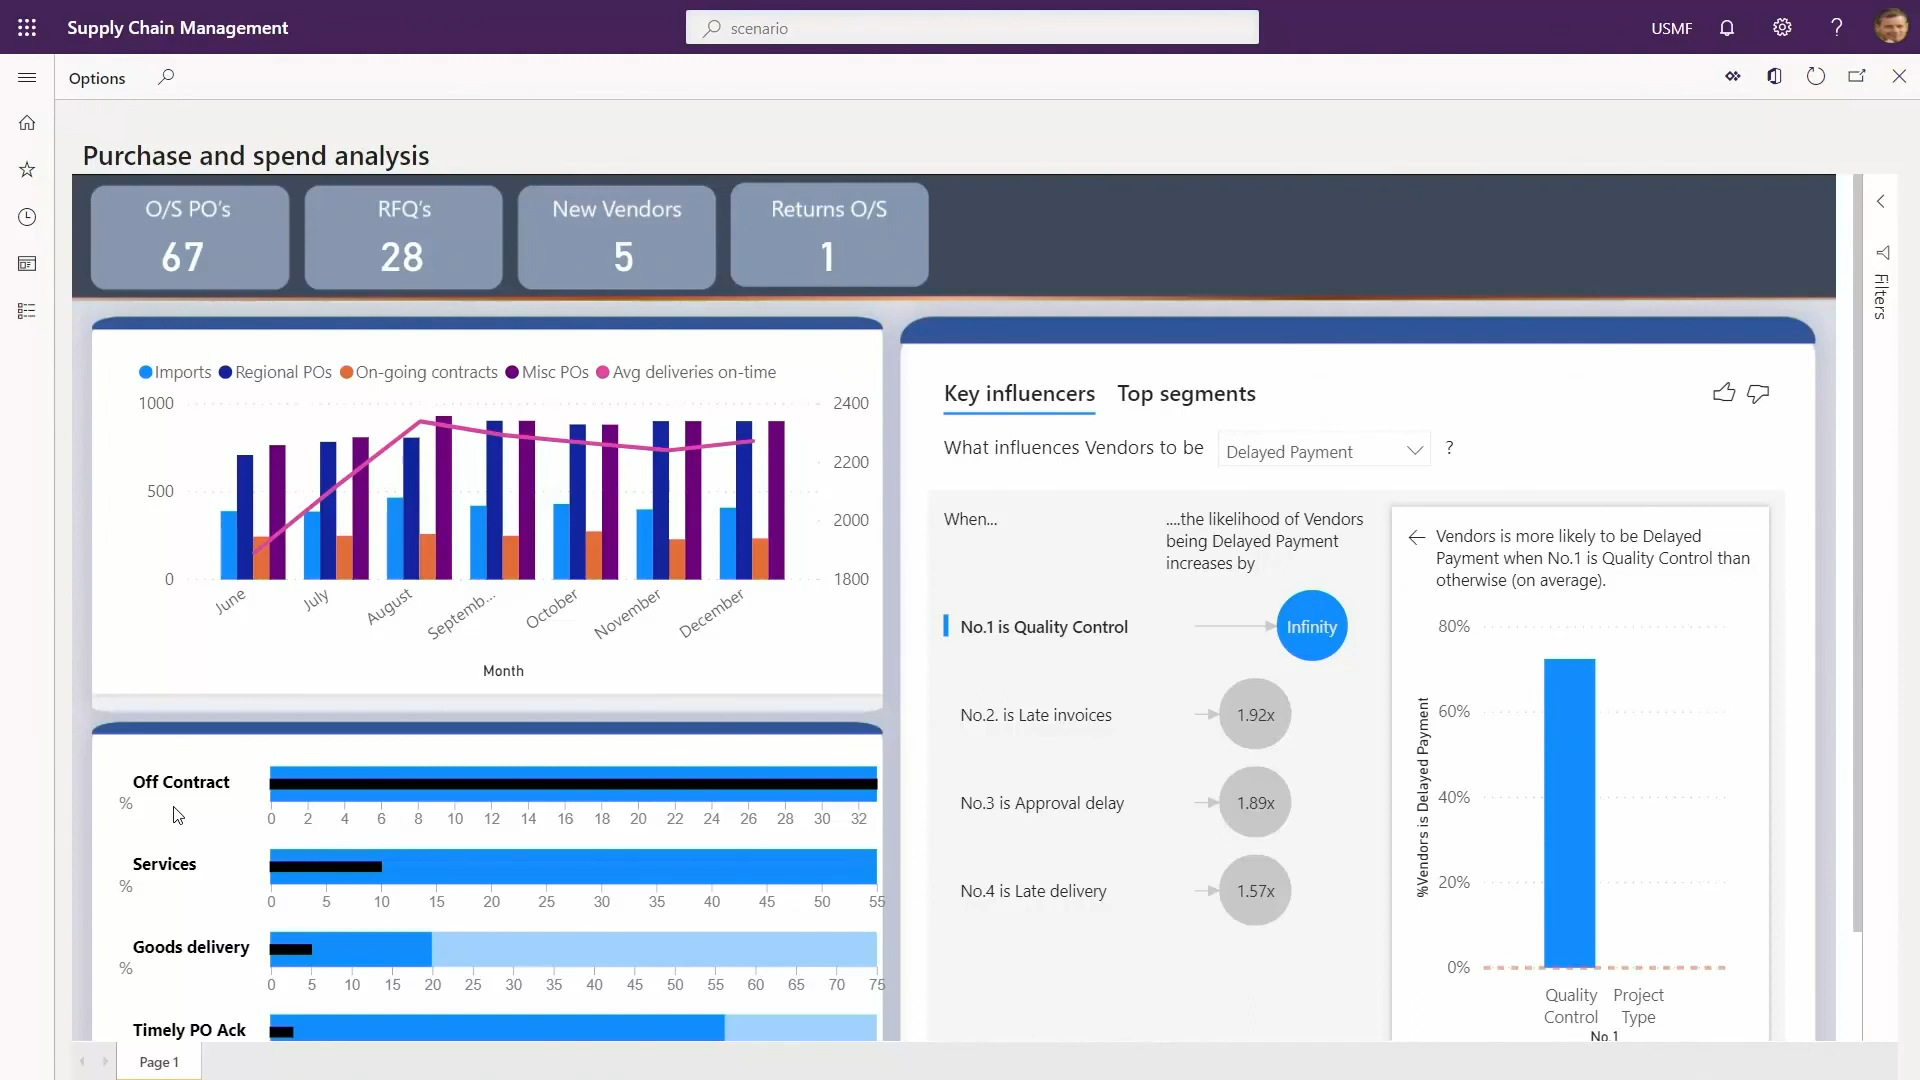 Supply Chain Management
scenario
USMF
Options
Purchase and spend analysis
O/S PO's
67
RFQ's
28
New Vendors
5
Returns O/S
1
Filters
Imports Regional POs On-going contracts Misc POs Avg deliveries on-time
1000
500
0
2400
2200
2000
1800
June July August Septemb... October November December
Month
Off Contract
%
0 2 4 6 8 10 12 14 16 18 20 22 24 26 28 30 32
Services
%
0 5 10 15 20 25 30 35 40 45 50 55
Goods delivery
%
0 5 10 15 20 25 30 35 40 45 50 55 60 65 70 75
Timely PO Ack
Key influencers Top segments
What influences Vendors to be Delayed Payment ?
When...
....the likelihood of Vendors
being Delayed Payment
increases by
No.1 is Quality Control Infinity
No.2. is Late invoices 1.92x
No.3 is Approval delay 1.89x
No.4 is Late delivery 1.57x
Vendors is more likely to be Delayed
Payment when No.1 is Quality Control than
otherwise (on average).
%Vendors is Delayed Payment
80%
60%
40%
20%
0%
Quality
Control
Project
Type
No.1
Page 1